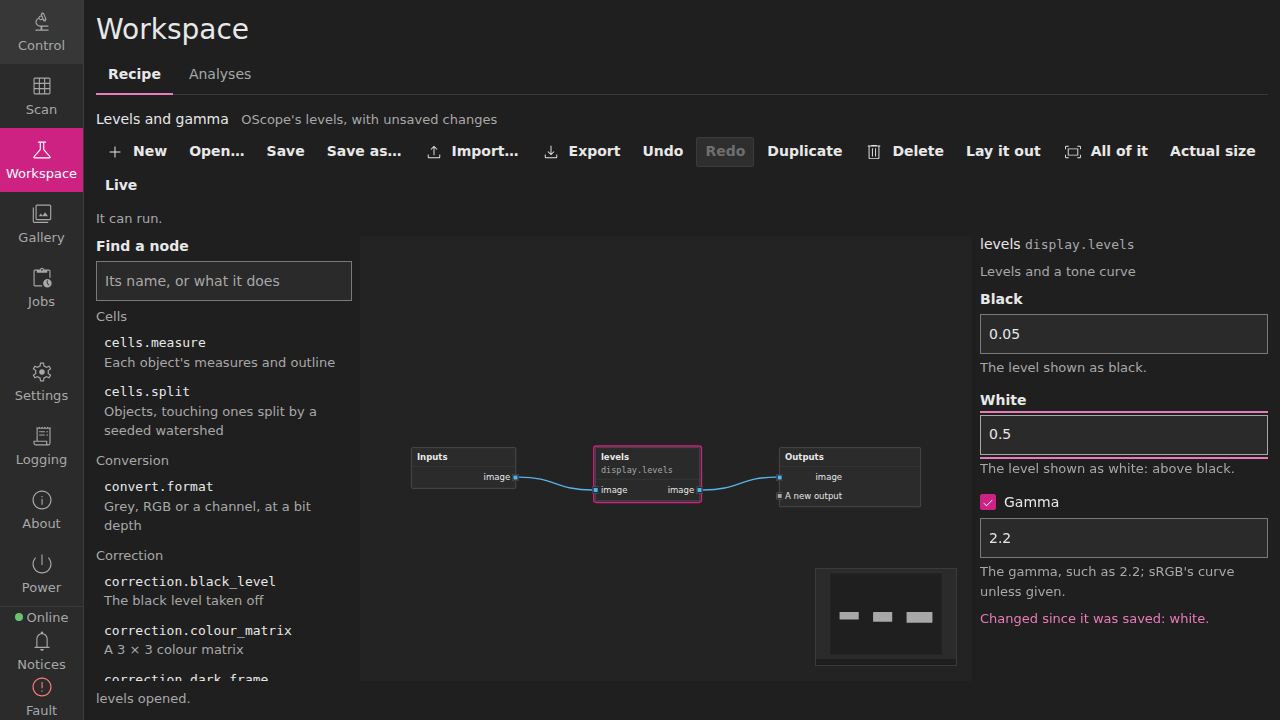 Control
Scan
Workspace
Gallery
Jobs
Settings
Logging
About
Power
Online
Notices
Fault
Workspace
Recipe Analyses
Levels and gamma OScope's levels, with unsaved changes
New Open… Save Save as… Import… Export Undo Redo Duplicate Delete Lay it out All of it Actual size
Live
It can run.
Find a node
Its name, or what it does
Cells
cells.measure
Each object's measures and outline
cells.split
Objects, touching ones split by a
seeded watershed
Conversion
convert.format
Grey, RGB or a channel, at a bit
depth
Correction
correction.black_level
The black level taken off
correction.colour_matrix
A 3 × 3 colour matrix
correction.dark_frame
levels opened.
Inputs
image
levels
display.levels
image image
Outputs
image
A new output
levels display.levels
Levels and a tone curve
Black
0.05
The level shown as black.
White
0.5
The level shown as white: above black.
Gamma
2.2
The gamma, such as 2.2; sRGB's curve
unless given.
Changed since it was saved: white.